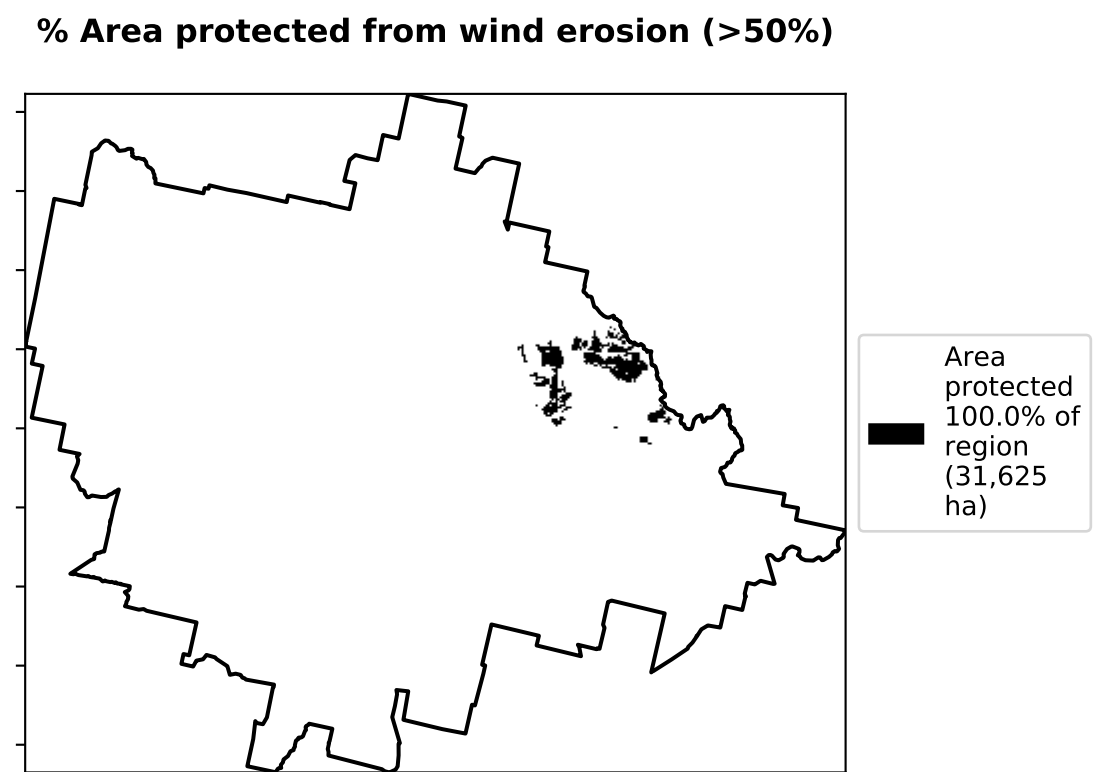 % Area protected from wind erosion (>50%)
Area
protected
100.0% of
region
(31,625
ha)